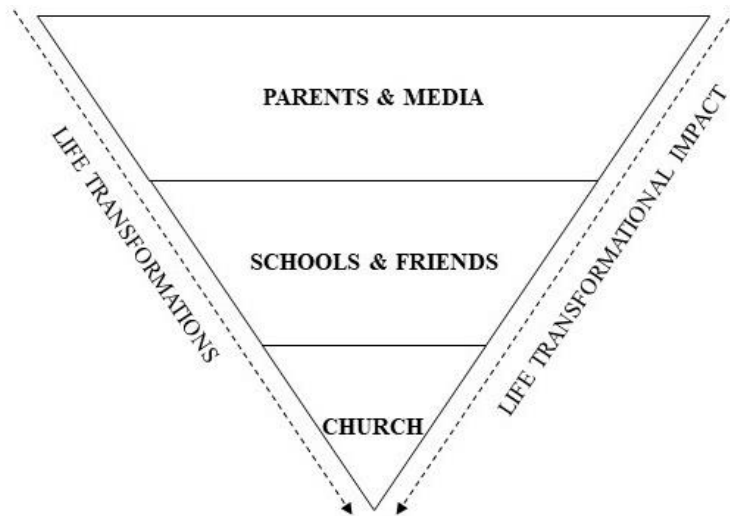 PARENTS & MEDIA
LIFE TRANSFORMATIONS
LIFE TRANSFORMATIONAL IMPACT
SCHOOLS & FRIENDS
CHURCH